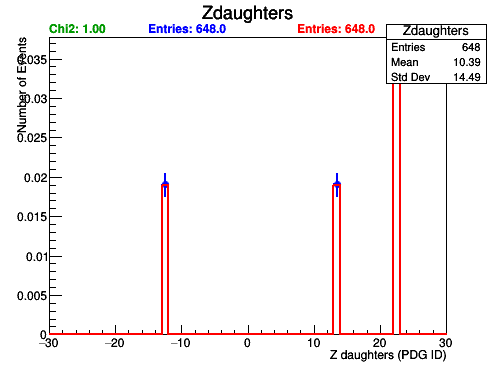 Zdaughters
Chi2: 1.00
Entries: 648.0
Entries: 648.0
Zdaughters
Entries 648
Mean 10.39
Std Dev 14.49
Number of Events
0.035
0.03
0.025
0.02
0.015
0.01
0.005
0
−30 −20 −10 0 10 20 30
Z daughters (PDG ID)